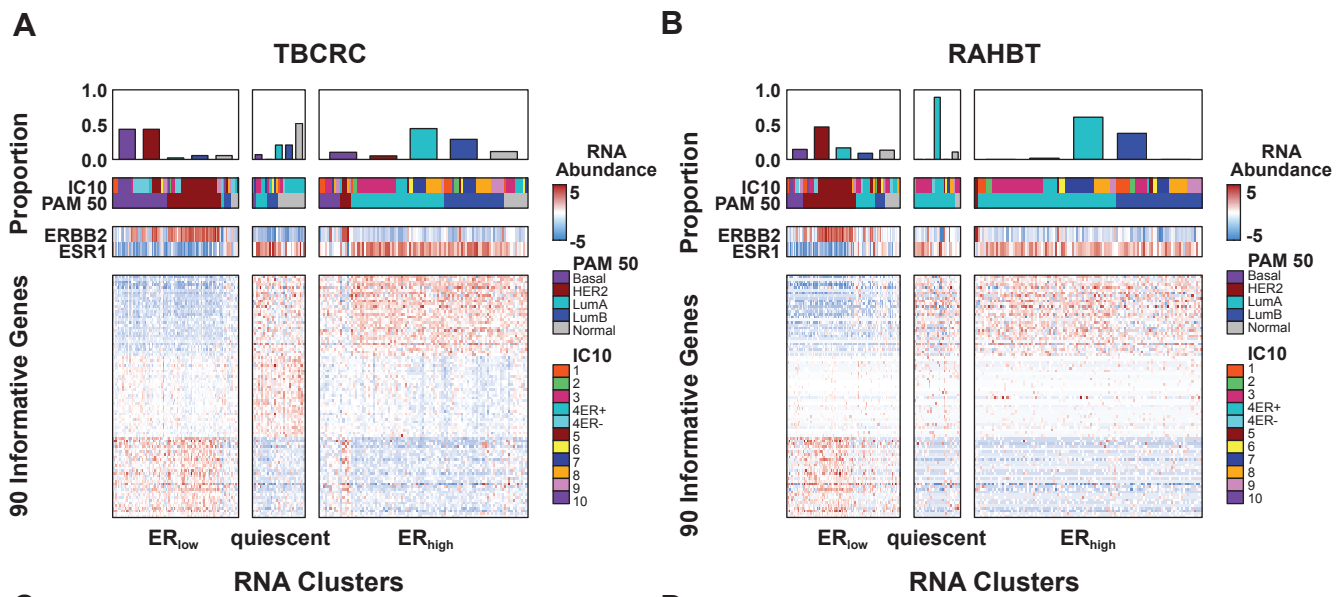 A
TBCRC
Proportion
1.0
0.5
0.0
IC10
PAM 50
ERBB2
ESR1
90 Informative Genes
ERlow
quiescent
ERhigh
RNA Clusters
RNA
Abundance
5
-5
PAM 50
Basal
HER2
LumA
LumB
Normal
IC10
1
2
3
4ER+
4ER-
5
6
7
8
9
10
B
RAHBT
Proportion
1.0
0.5
0.0
IC10
PAM 50
ERBB2
ESR1
90 Informative Genes
ERlow
quiescent
ERhigh
RNA Clusters
RNA
Abundance
5
-5
PAM 50
Basal
HER2
LumA
LumB
Normal
IC10
1
2
3
4ER+
4ER-
5
6
7
8
9
10